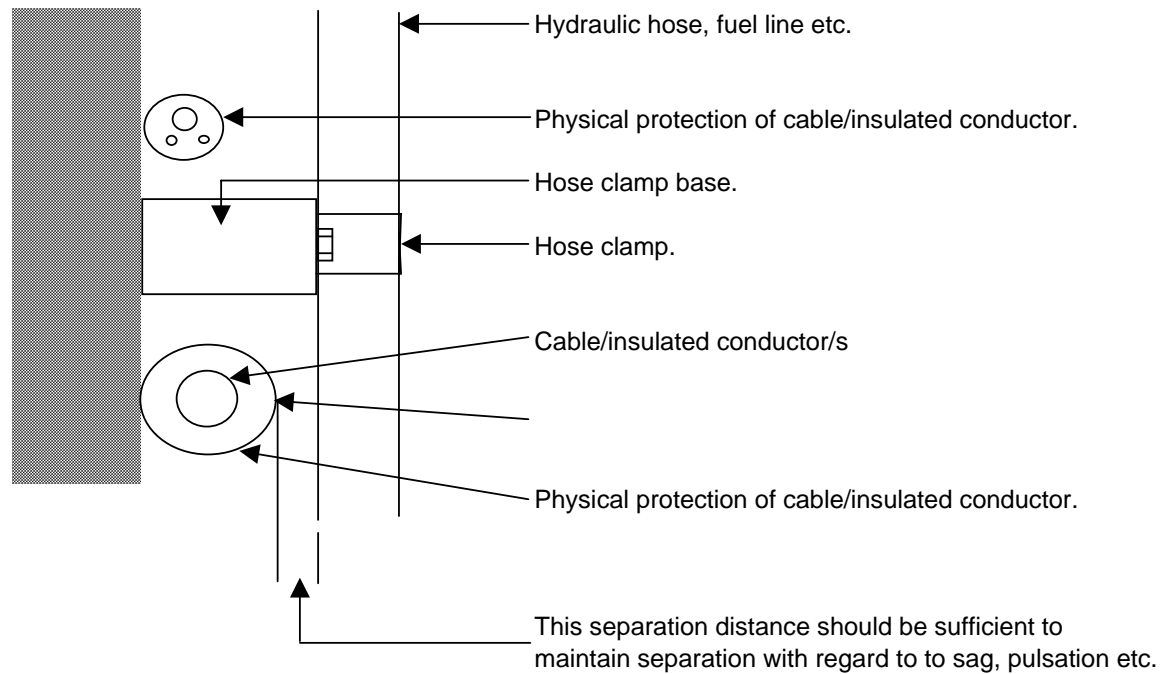 Hydraulic hose, fuel line etc.
Physical protection of cable/insulated conductor.
Hose clamp base.
Hose clamp.
Cable/insulated conductor/s
Physical protection of cable/insulated conductor.
This separation distance should be sufficient to
maintain separation with regard to to sag, pulsation etc.